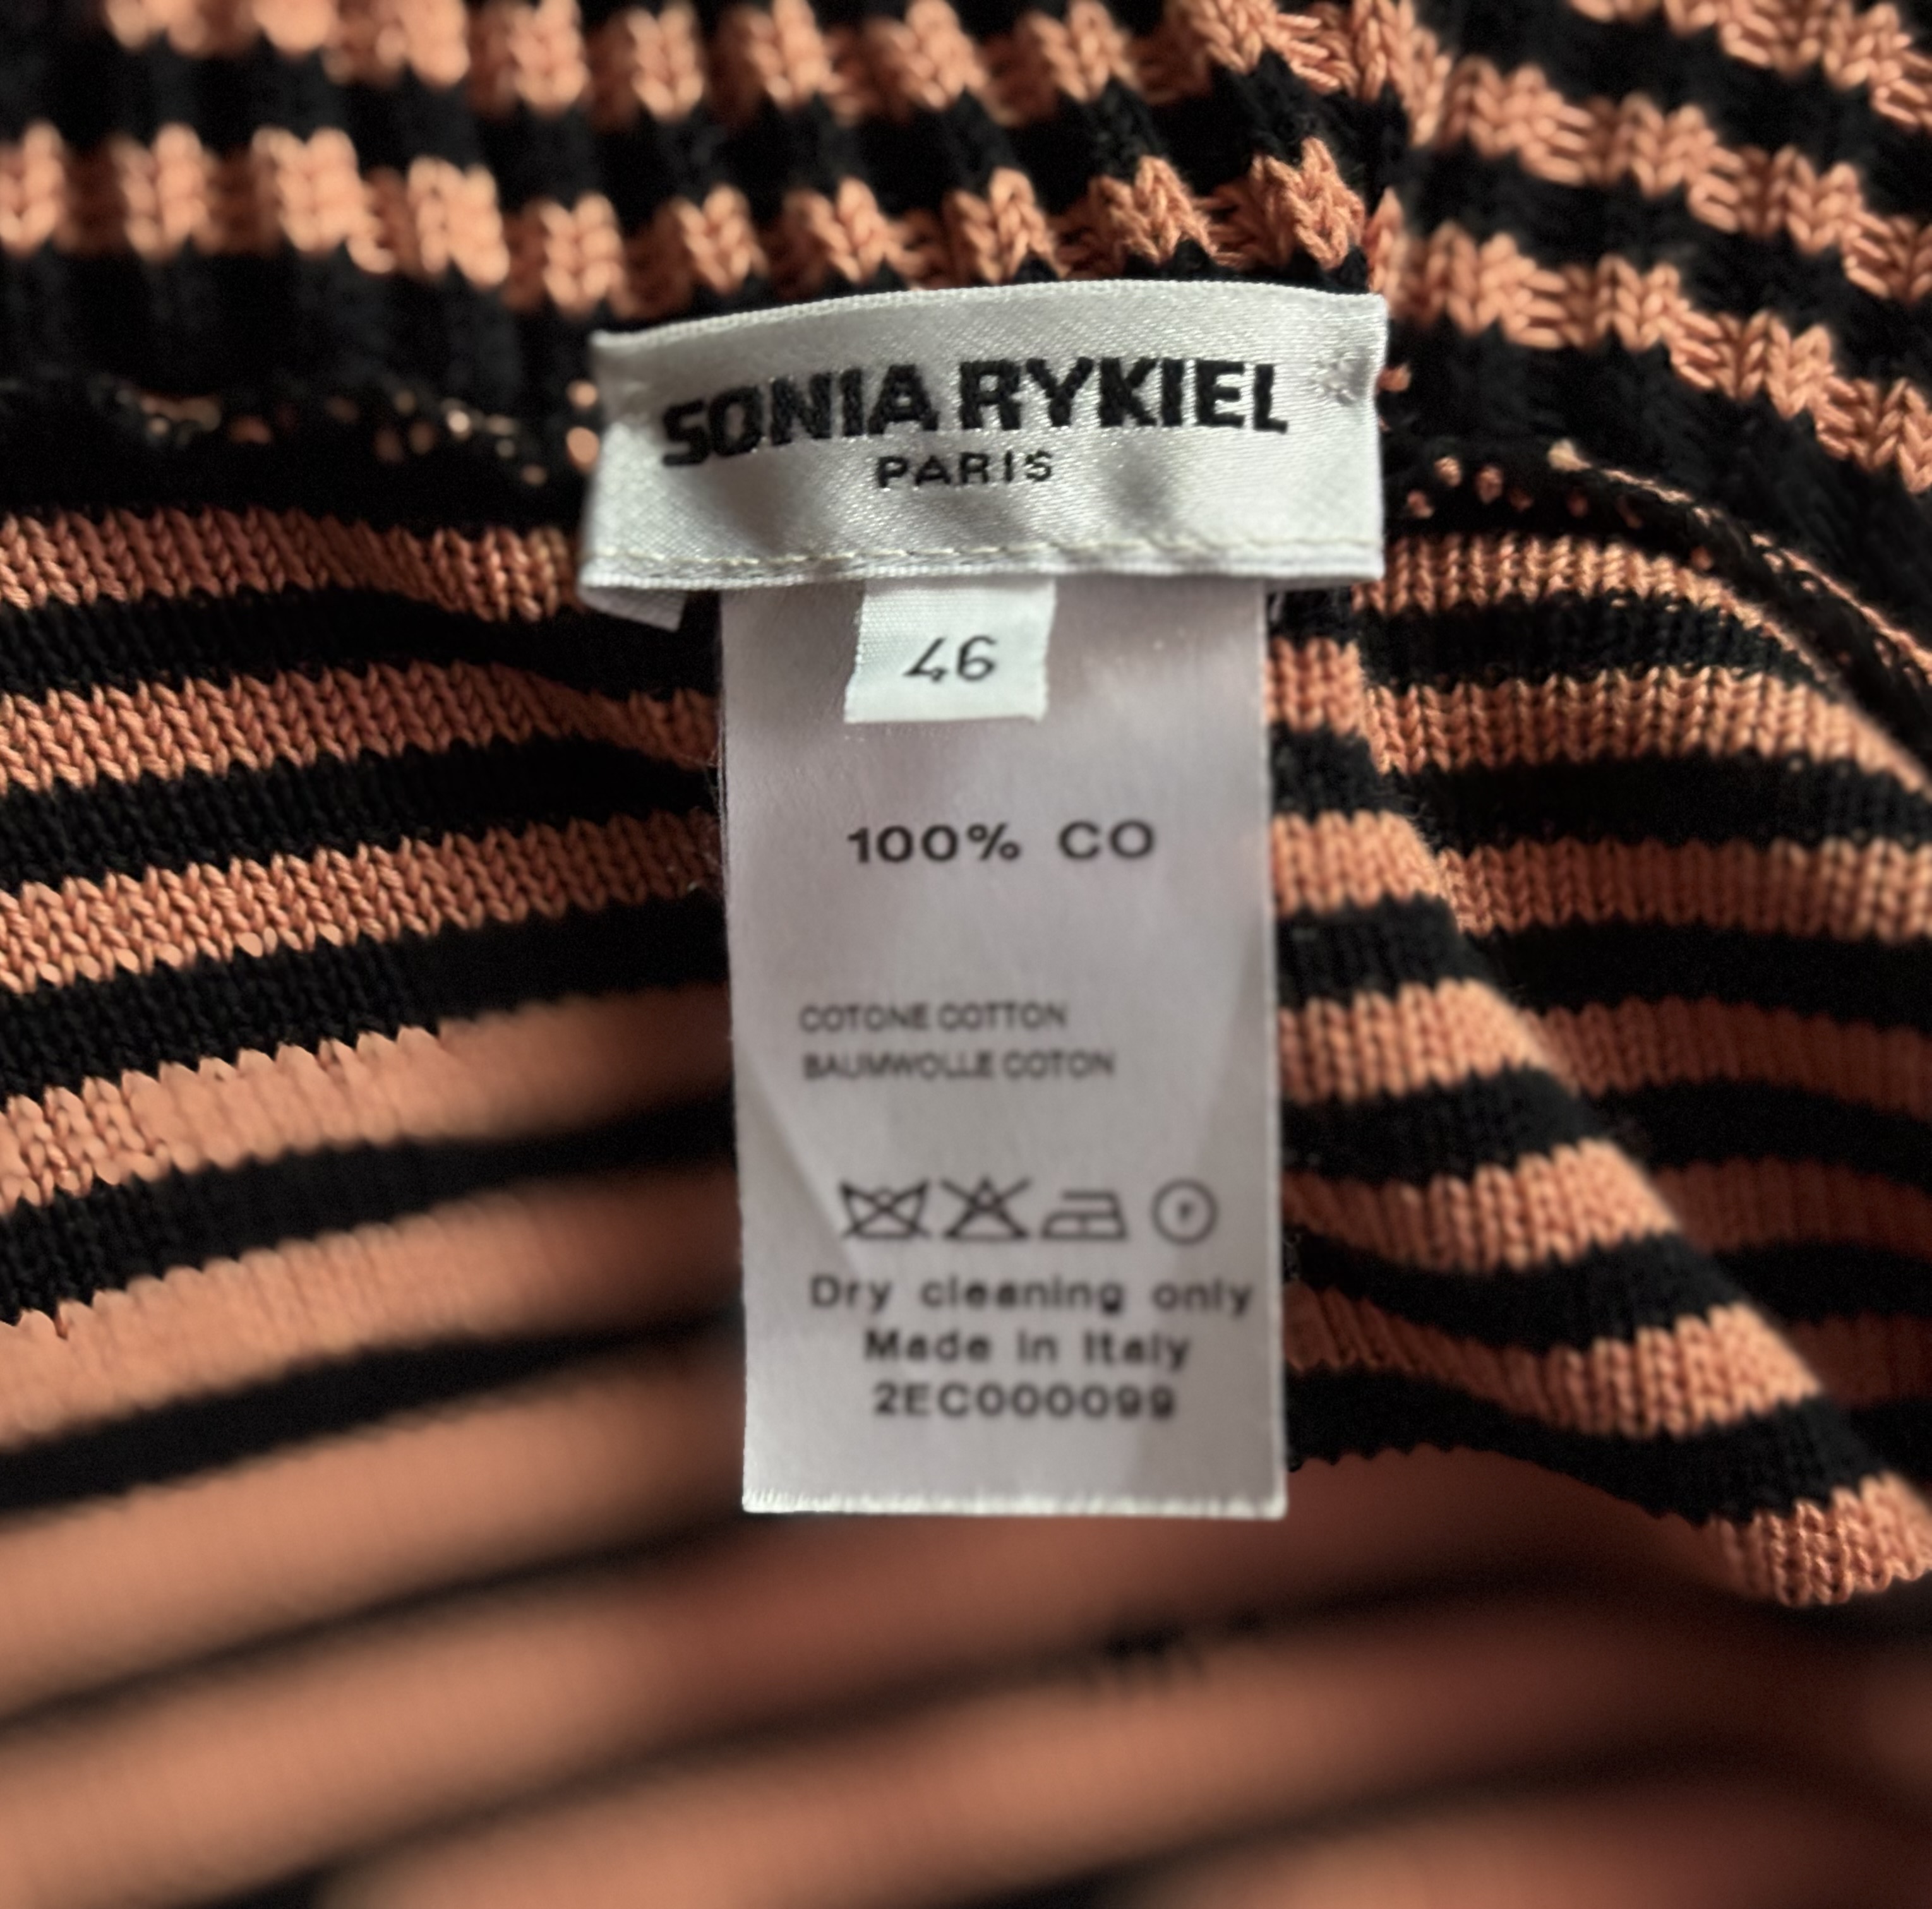 SONIA RYKIEL
PARIS
46
100% CO
COTONE COTTON
BAUMWOLLE COTON
P
Dry cleaning only
Made in Italy
2EC000099